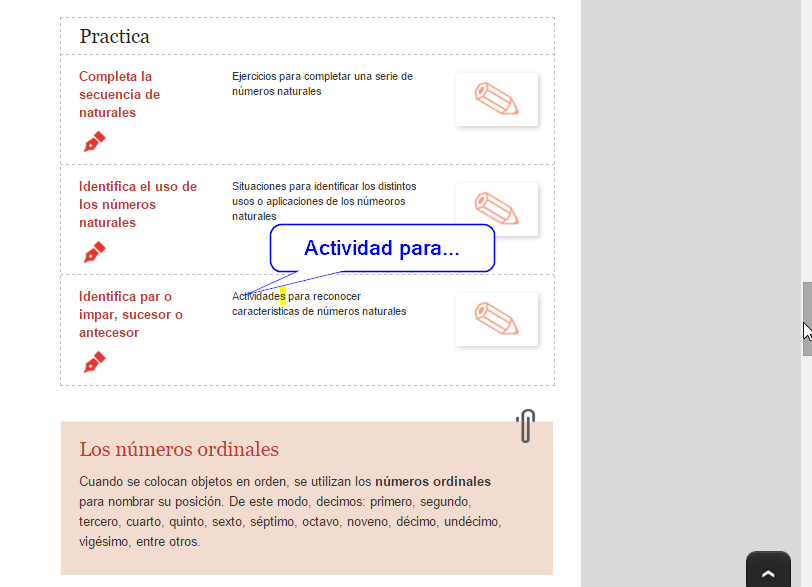 Practica
Completa la
secuencia de
naturales
Ejercicios para completar una serie de
números naturales
Identifica el uso de
los números
naturales
Situaciones para identificar los distintos
usos o aplicaciones de los númeoros
naturales
Actividad para...
Identifica par o
impar, sucesor o
antecesor
Actividades para reconocer
caracteristicas de números naturales
Los números ordinales
Cuando se colocan objetos en orden, se utilizan los números ordinales
para nombrar su posición. De este modo, decimos: primero, segundo,
tercero, cuarto, quinto, sexto, séptimo, octavo, noveno, décimo, undécimo,
vigésimo, entre otros.